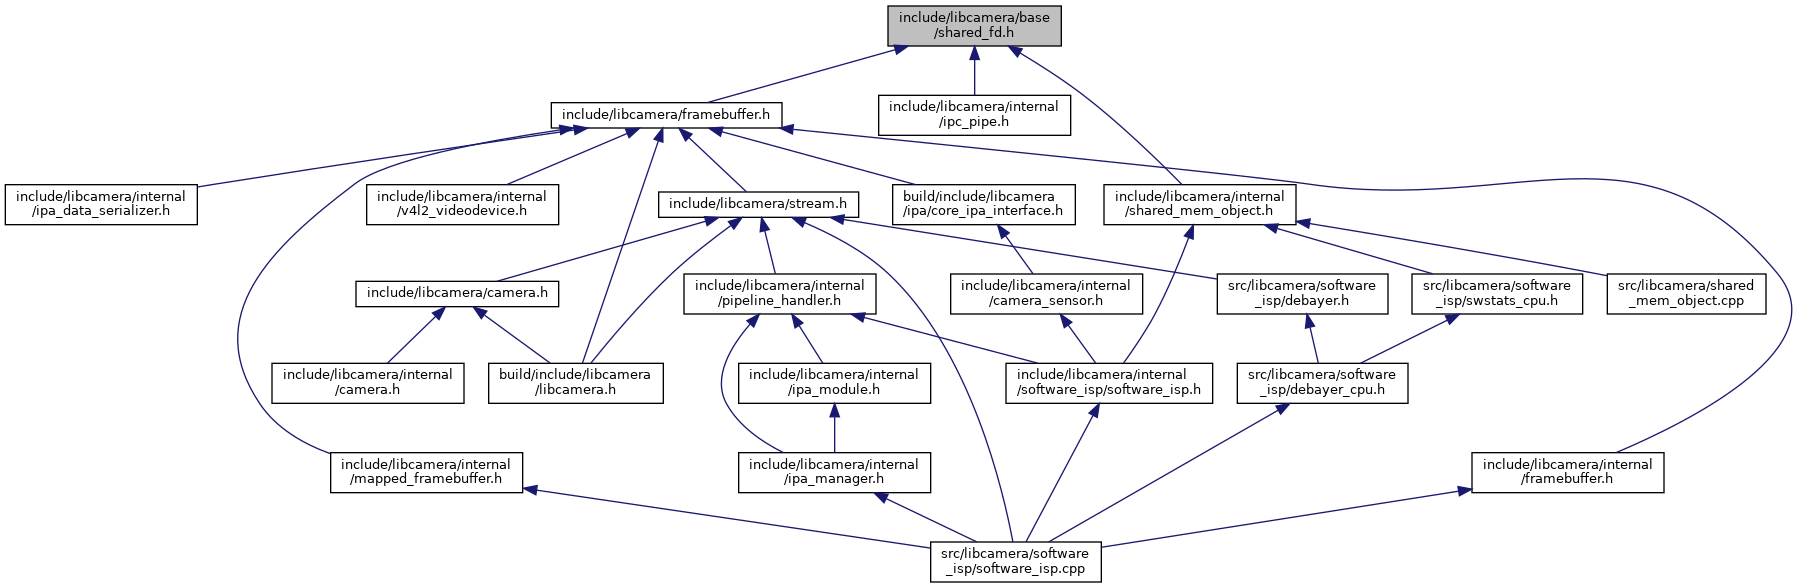 include/libcamera/base
/shared_fd.h
include/libcamera/framebuffer.h
include/libcamera/internal
/ipc_pipe.h
include/libcamera/internal
/ipa_data_serializer.h
include/libcamera/internal
/v4l2_videodevice.h
include/libcamera/stream.h
build/include/libcamera
/ipa/core_ipa_interface.h
include/libcamera/internal
/shared_mem_object.h
include/libcamera/camera.h
include/libcamera/internal
/pipeline_handler.h
include/libcamera/internal
/camera_sensor.h
src/libcamera/software
_isp/debayer.h
src/libcamera/software
_isp/swstats_cpu.h
src/libcamera/shared
_mem_object.cpp
include/libcamera/internal
/camera.h
build/include/libcamera
/libcamera.h
include/libcamera/internal
/ipa_module.h
include/libcamera/internal
/software_isp/software_isp.h
src/libcamera/software
_isp/debayer_cpu.h
include/libcamera/internal
/mapped_framebuffer.h
include/libcamera/internal
/ipa_manager.h
include/libcamera/internal
/framebuffer.h
src/libcamera/software
_isp/software_isp.cpp